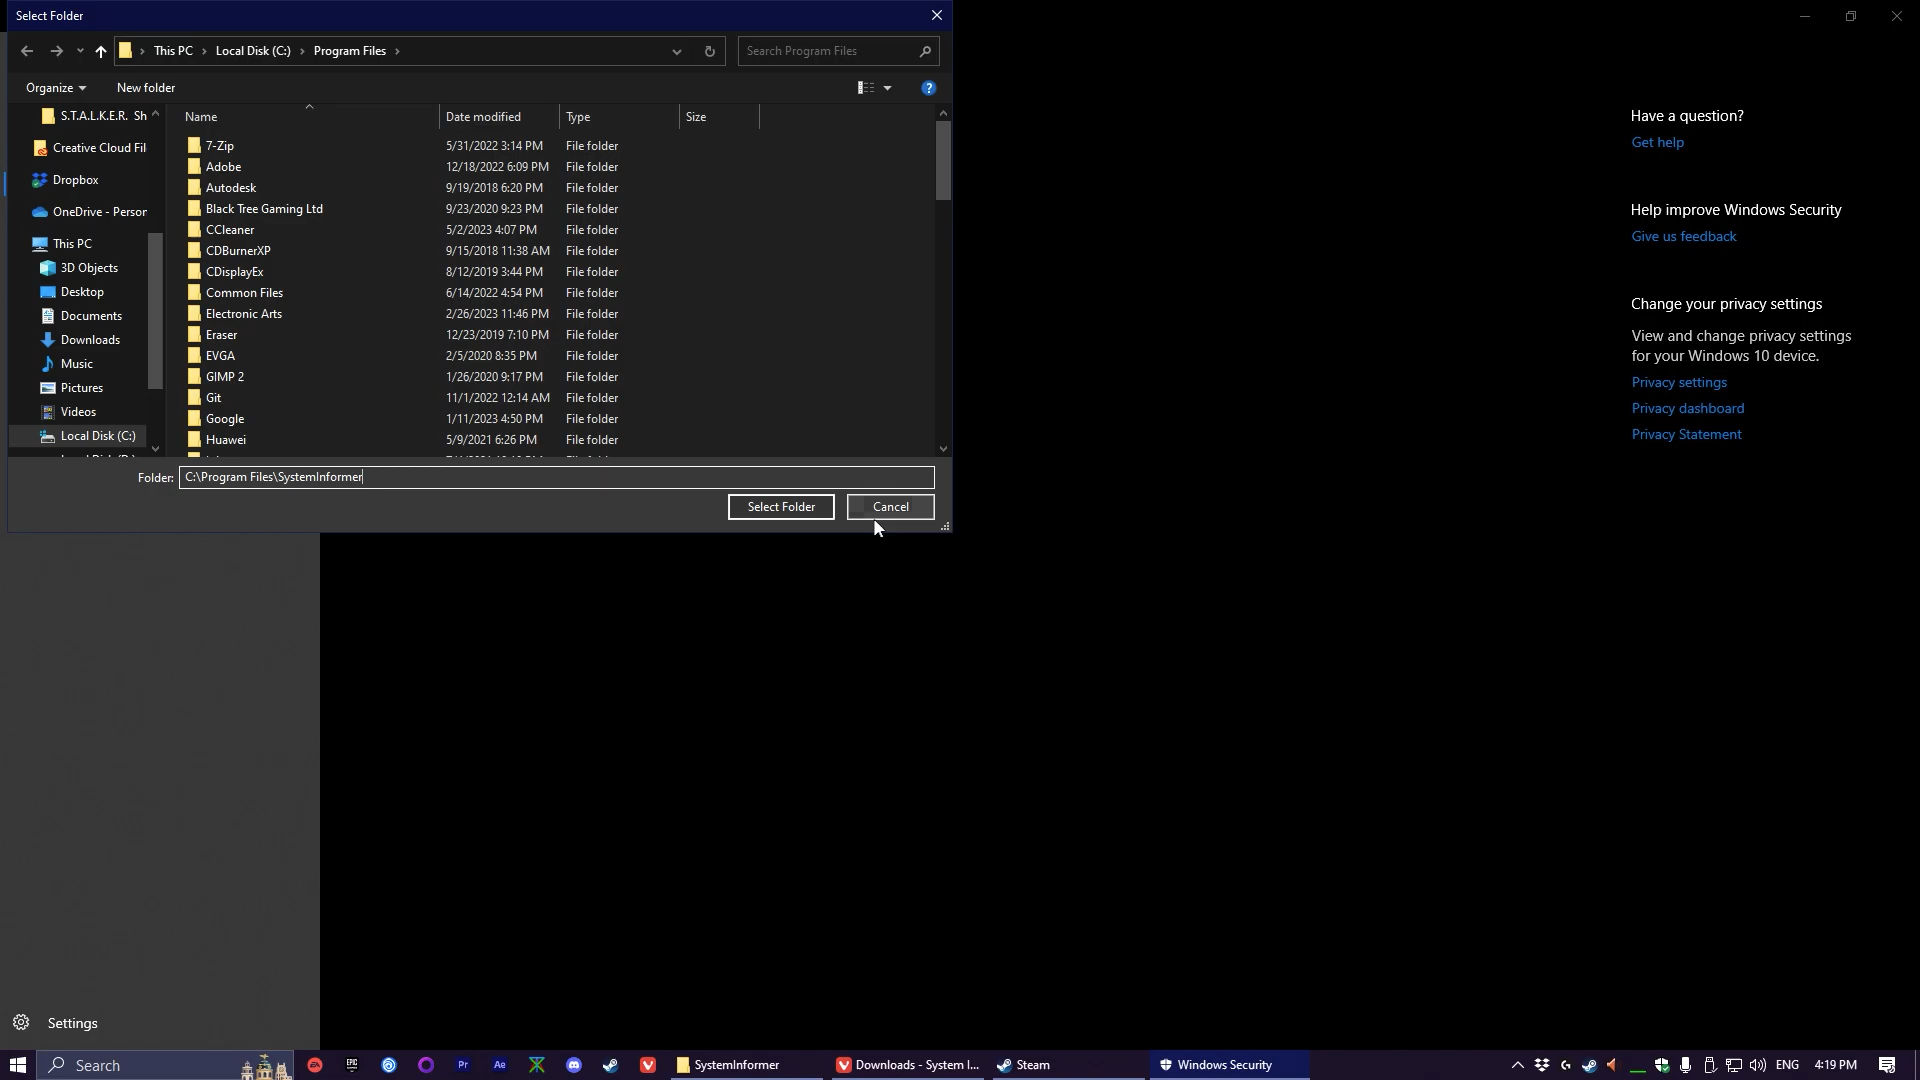 Select Folder
This PC
Local Disk (C:)
Program Files
Search Program Files
Organize
New folder
?
Name
Date modified
Type
Size
S.T.A.L.K.E.R. Sh
Creative Cloud Fil
Dropbox
OneDrive - Person
This PC
3D Objects
Desktop
Documents
Downloads
Music
Pictures
Videos
Local Disk (C:)
7-Zip 5/31/2022 3:14 PM File folder
Adobe 12/18/2022 6:09 PM File folder
Autodesk 9/19/2018 6:20 PM File folder
Black Tree Gaming Ltd 9/23/2020 9:23 PM File folder
CCleaner 5/2/2023 4:07 PM File folder
CDBurnerXP 9/15/2018 11:38 AM File folder
CDisplayEx 8/12/2019 3:44 PM File folder
Common Files 6/14/2022 4:54 PM File folder
Electronic Arts 2/26/2023 11:46 PM File folder
Eraser 12/23/2019 7:10 PM File folder
EVGA 2/5/2020 8:35 PM File folder
GIMP 2 1/26/2020 9:17 PM File folder
Git 11/1/2022 12:14 AM File folder
Google 1/11/2023 4:50 PM File folder
Huawei 5/9/2021 6:26 PM File folder
Folder: C:\Program Files\SystemInformer
Select Folder
Cancel
Have a question?
Get help
Help improve Windows Security
Give us feedback
Change your privacy settings
View and change privacy settings
for your Windows 10 device.
Privacy settings
Privacy dashboard
Privacy Statement
Settings
Search
EA
EPIC
Pr
Ae
SystemInformer
Downloads - System I...
Steam
Windows Security
ENG
4:19 PM